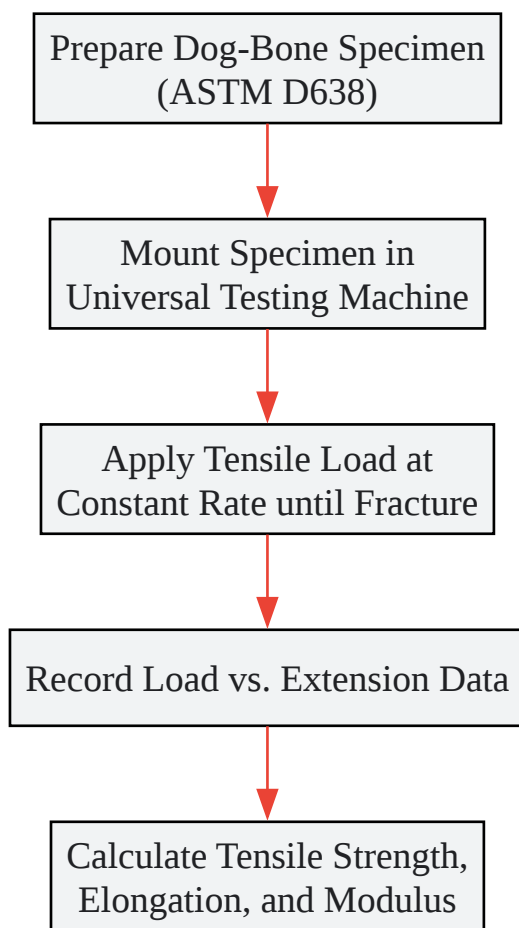 Prepare Dog-Bone Specimen
(ASTM D638)
Mount Specimen in
Universal Testing Machine
Apply Tensile Load at
Constant Rate until Fracture
Record Load vs. Extension Data
Calculate Tensile Strength,
Elongation, and Modulus